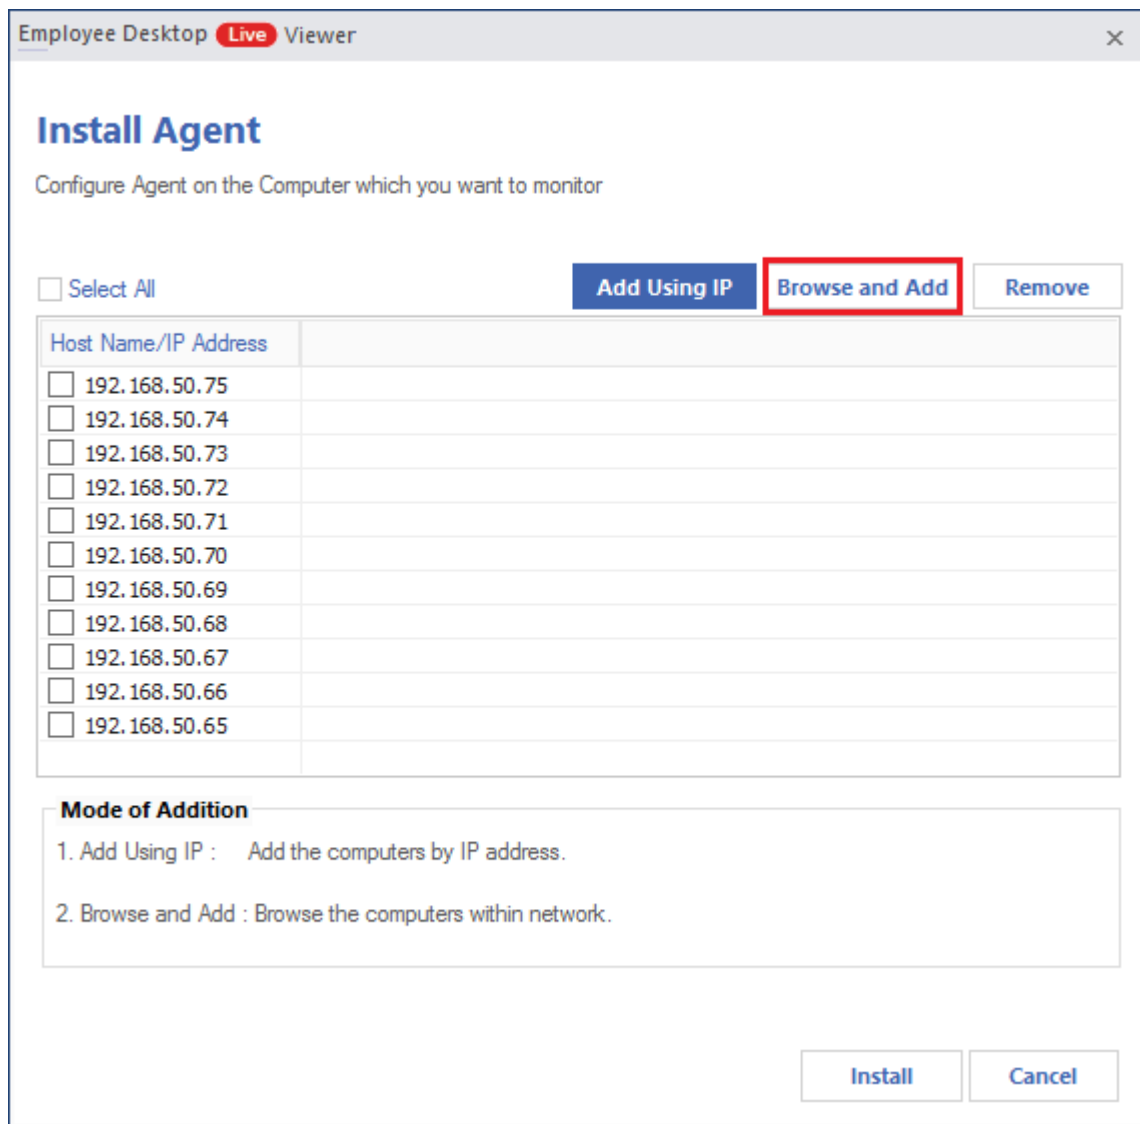 Employee Desktop Live Viewer
Install Agent
Configure Agent on the Computer which you want to monitor
Select All
Add Using IP
Browse and Add
Remove
Host Name/IP Address
192.168.50.75
192.168.50.74
192.168.50.73
192.168.50.72
192.168.50.71
192.168.50.70
192.168.50.69
192.168.50.68
192.168.50.67
192.168.50.66
192.168.50.65
Mode of Addition
1. Add Using IP : Add the computers by IP address.
2. Browse and Add : Browse the computers within network.
Install
Cancel